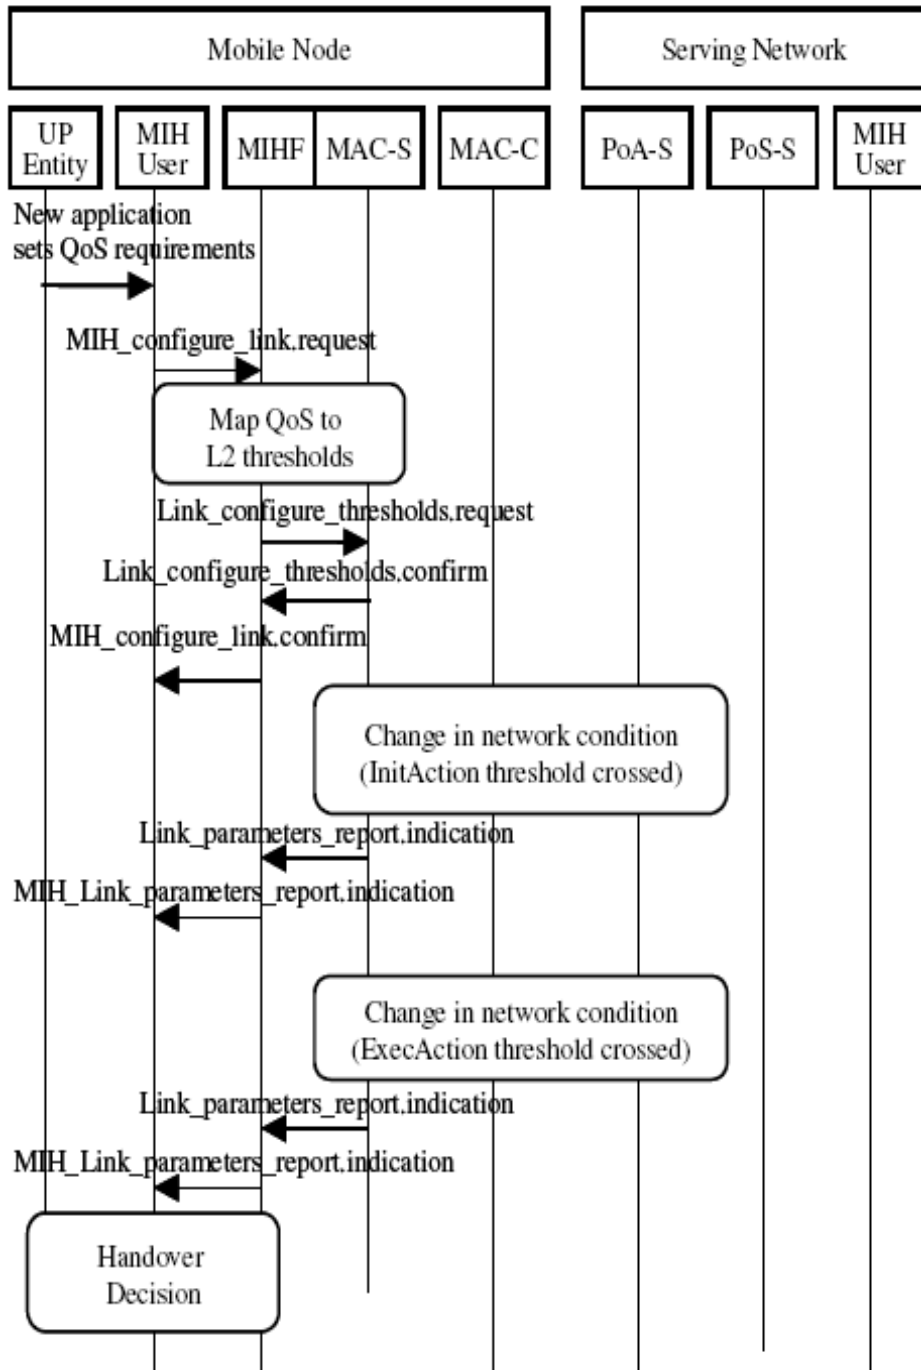 Mobile Node
Serving Network
UP
Entity
MIH
User
MIHF
MAC-S
MAC-C
PoA-S
PoS-S
MIH
User
New application
sets QoS requirements
MIH_configure_link.request
Map QoS to
L2 thresholds
Link_configure_thresholds.request
Link_configure_thresholds.confirm
MIH_configure_link.confirm
Change in network condition
(InitAction threshold crossed)
Link_parameters_report.indication
MIH_Link_parameters_report.indication
Change in network condition
(ExecAction threshold crossed)
Link_parameters_report.indication
MIH_Link_parameters_report.indication
Handover
Decision